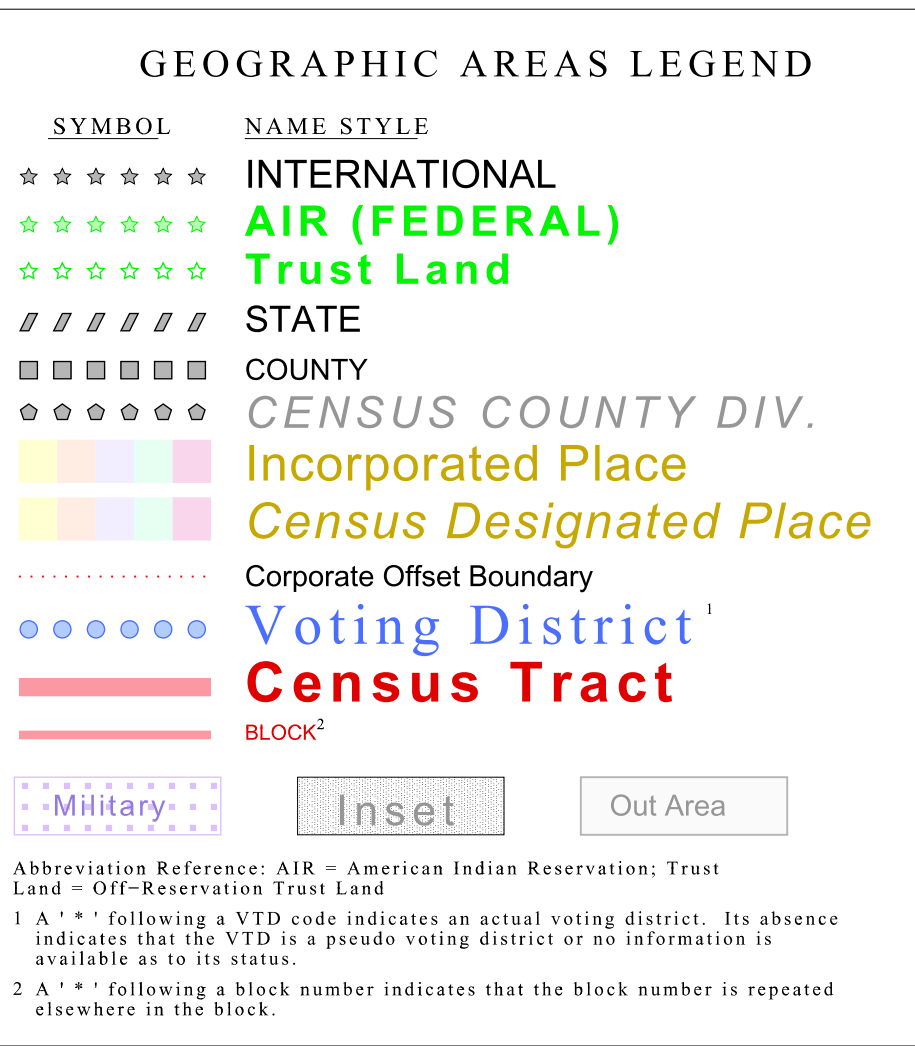 GEOGRAPHIC AREAS LEGEND
SYMBOL NAME STYLE
INTERNATIONAL
AIR (FEDERAL)
Trust Land
STATE
COUNTY
CENSUS COUNTY DIV.
Incorporated Place
Census Designated Place
Corporate Offset Boundary
Voting District 1
Census Tract
BLOCK2
Military Inset Out Area
Abbreviation Reference: AIR = American Indian Reservation; Trust
Land = Off−Reservation Trust Land
1 A ' * ' following a VTD code indicates an actual voting district. Its absence
indicates that the VTD is a pseudo voting district or no information is
available as to its status.
2 A ' * ' following a block number indicates that the block number is repeated
elsewhere in the block.